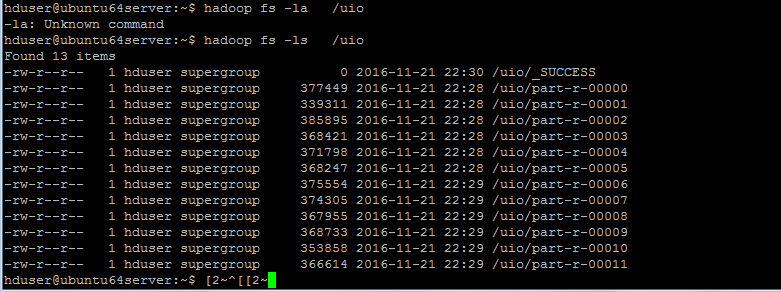 hduser@ubuntu64server:~$ hadoop fs -la   /uio
-la: Unknown command
hduser@ubuntu64server:~$ hadoop fs -ls   /uio
Found 13 items
-rw-r--r--   1 hduser supergroup          0 2016-11-21 22:30 /uio/_SUCCESS
-rw-r--r--   1 hduser supergroup     377449 2016-11-21 22:28 /uio/part-r-00000
-rw-r--r--   1 hduser supergroup     339311 2016-11-21 22:28 /uio/part-r-00001
-rw-r--r--   1 hduser supergroup     385895 2016-11-21 22:28 /uio/part-r-00002
-rw-r--r--   1 hduser supergroup     368421 2016-11-21 22:28 /uio/part-r-00003
-rw-r--r--   1 hduser supergroup     371798 2016-11-21 22:28 /uio/part-r-00004
-rw-r--r--   1 hduser supergroup     368247 2016-11-21 22:28 /uio/part-r-00005
-rw-r--r--   1 hduser supergroup     375554 2016-11-21 22:29 /uio/part-r-00006
-rw-r--r--   1 hduser supergroup     374305 2016-11-21 22:29 /uio/part-r-00007
-rw-r--r--   1 hduser supergroup     367955 2016-11-21 22:29 /uio/part-r-00008
-rw-r--r--   1 hduser supergroup     368733 2016-11-21 22:29 /uio/part-r-00009
-rw-r--r--   1 hduser supergroup     353858 2016-11-21 22:29 /uio/part-r-00010
-rw-r--r--   1 hduser supergroup     366614 2016-11-21 22:29 /uio/part-r-00011
hduser@ubuntu64server:~$ [2~^[[2~